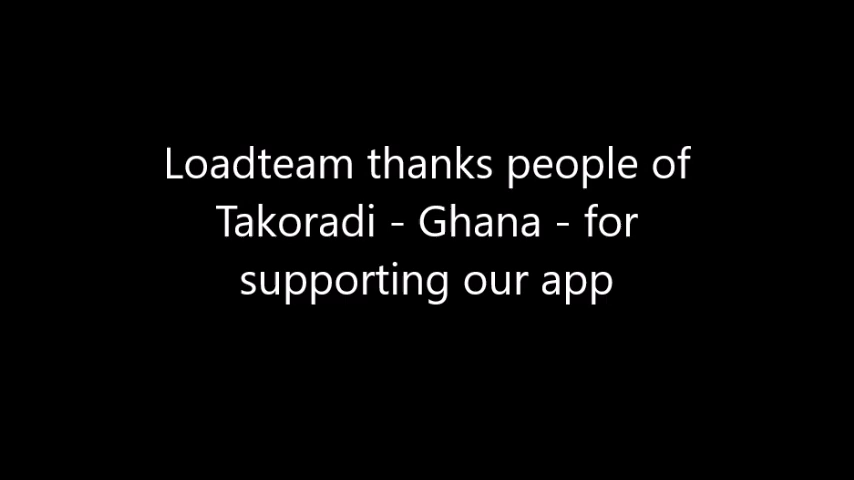 Loadteam thanks people of
Takoradi - Ghana - for
supporting our app